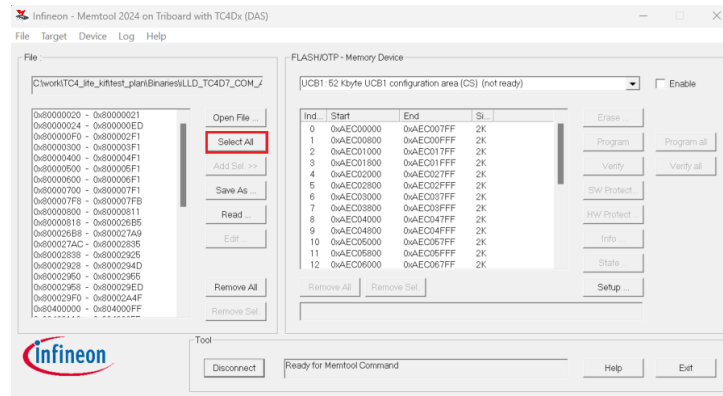 Infineon - Memtool 2024 on Triboard with TC4Dx (DAS)
File Target Device Log Help
File :
C:\work\TC4_life_kit\test_plan\Binaries\iLLD_TC4D7_COM_A
0x80000020 - 0x80000021
0x80000024 - 0x800000ED
0x800000F0 - 0x800002F1
0x80000300 - 0x800003F1
0x80000400 - 0x800004F1
0x80000500 - 0x800005F1
0x80000600 - 0x800006F1
0x80000700 - 0x800007F1
0x800007F8 - 0x800007FB
0x80000800 - 0x80000811
0x80000818 - 0x800026B5
0x800026B8 - 0x800027A9
0x800027AC - 0x80002835
0x80002838 - 0x80002925
0x80002928 - 0x8000294D
0x80002950 - 0x80002955
0x80002958 - 0x800029ED
0x800029F0 - 0x80002A4F
0x80400000 - 0x804000FF
Open File ...
Select All
Add Sel. >>
Save As ...
Read ...
Edit ...
Remove All
Remove Sel.
FLASH/OTP - Memory Device
UCB1: 52 Kbyte UCB1 configuration area (CS) (not ready)
Enable
Ind... Start End Si...
0 0xAEC00000 0xAEC007FF 2K
1 0xAEC00800 0xAEC00FFF 2K
2 0xAEC01000 0xAEC017FF 2K
3 0xAEC01800 0xAEC01FFF 2K
4 0xAEC02000 0xAEC027FF 2K
5 0xAEC02800 0xAEC02FFF 2K
6 0xAEC03000 0xAEC037FF 2K
7 0xAEC03800 0xAEC03FFF 2K
8 0xAEC04000 0xAEC047FF 2K
9 0xAEC04800 0xAEC04FFF 2K
10 0xAEC05000 0xAEC057FF 2K
11 0xAEC05800 0xAEC05FFF 2K
12 0xAEC06000 0xAEC067FF 2K
Remove All Remove Sel.
Erase ...
Program Program all
Verify Verify all
SW Protect..
HW Protect ..
Info ...
State ...
Setup ...
infineon
Tool
Disconnect
Ready for Memtool Command
Help
Exit